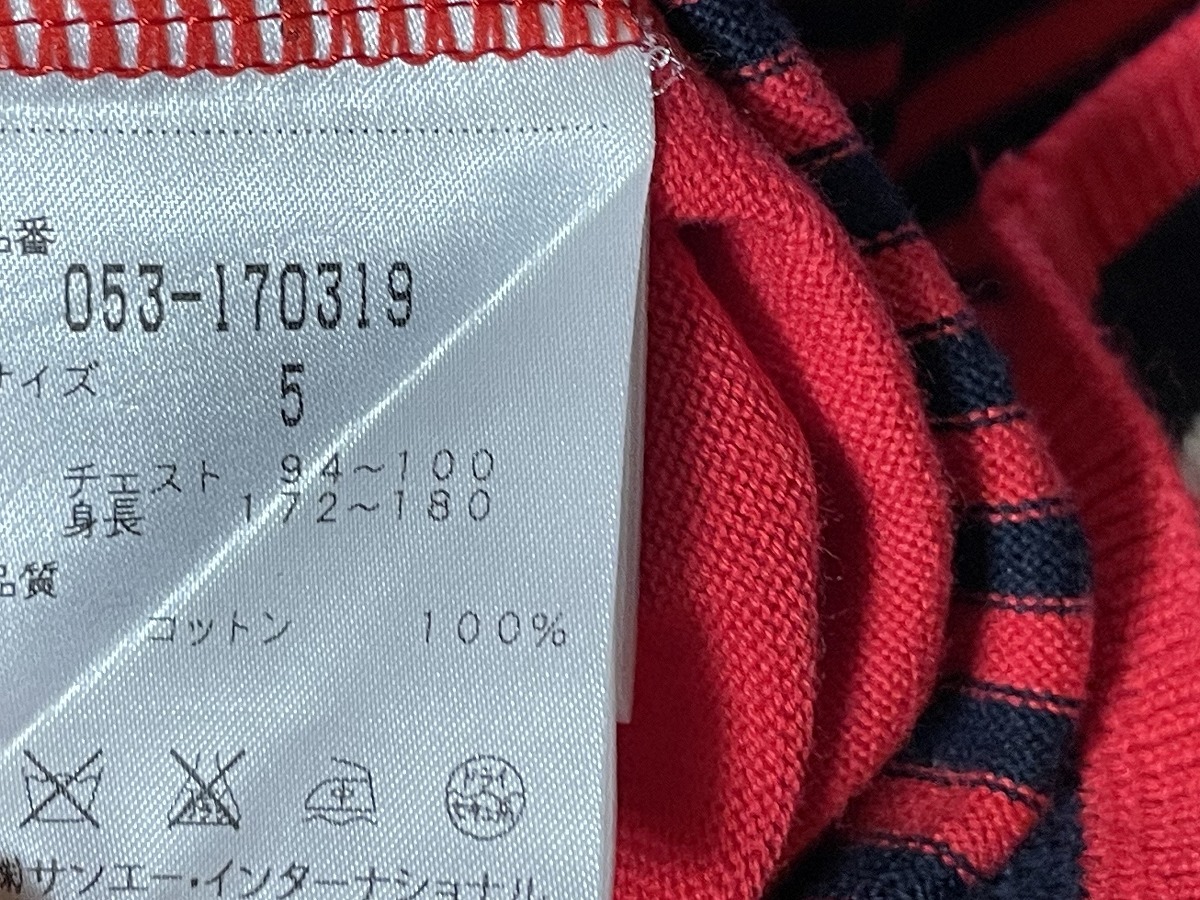 品番
053-170319
サイズ 5
チェスト 94~100
身長 172~180
品質
コットン 100%
中
ドライ
㈱サンエー・インターナショナル